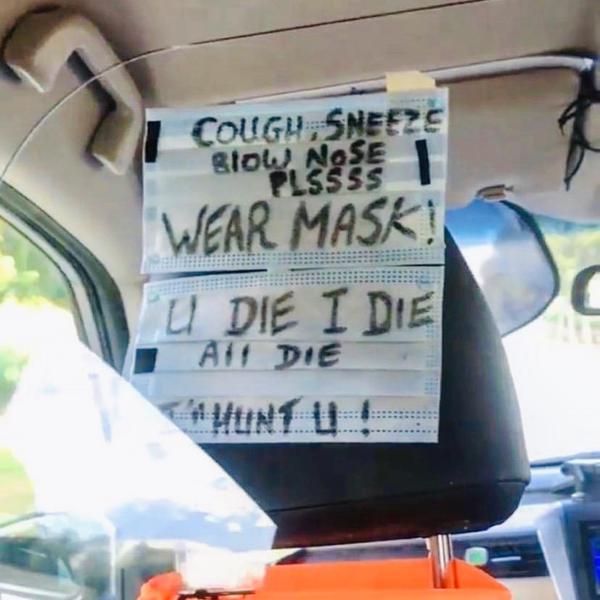 COUGH, SNEEZE
BlOW NOSE
PLSSSS
WEAR MASK!
U DIE I DIE
All DIE
I'll HUNT U!